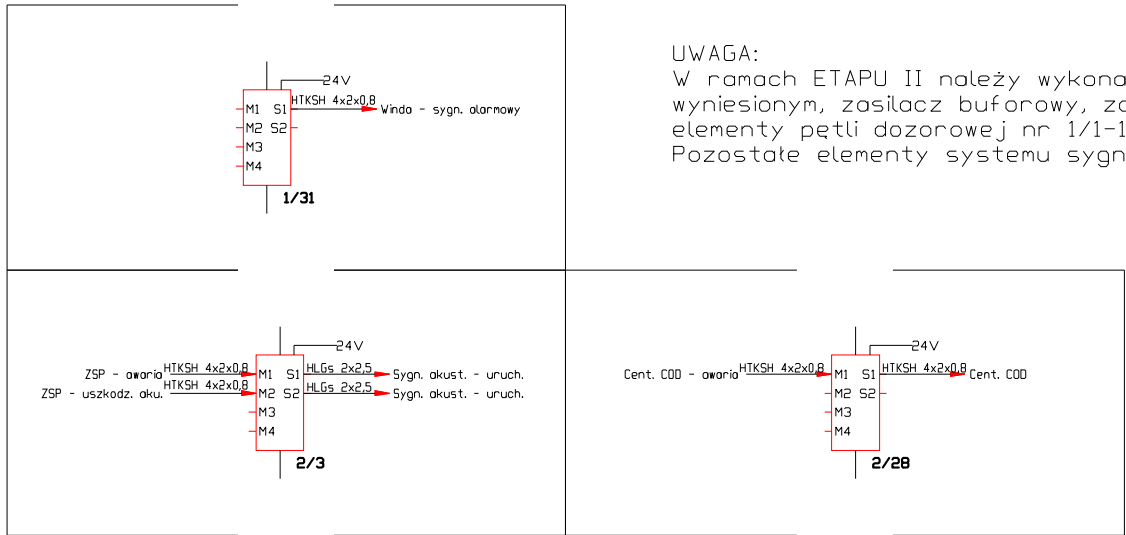 24V
HTKSH 4x2x0,8
M1 S1
Winda - sygn. alarmowy
M2 S2
M3
M4
1/31
UWAGA:
W ramach ETAPU II należy
wyniesionym, zasilacz buforowy,
elementy pętli dozorowej nr 1/1-1
Pozostałe elementy systemu
24V
ZSP - awaria
HTKSH 4x2x0,8
M1 S1
HLGs 2x2,5
Sygn. akust. - uruch.
ZSP - uszkodz. aku.
HTKSH 4x2x0,8
M2 S2
HLGs 2x2,5
Sygn. akust. - uruch.
M3
M4
2/3
24V
Cent. COD - awaria
HTKSH 4x2x0,8
M1 S1
HTKSH 4x2x0,8
Cent. COD
M2 S2
M3
M4
2/28